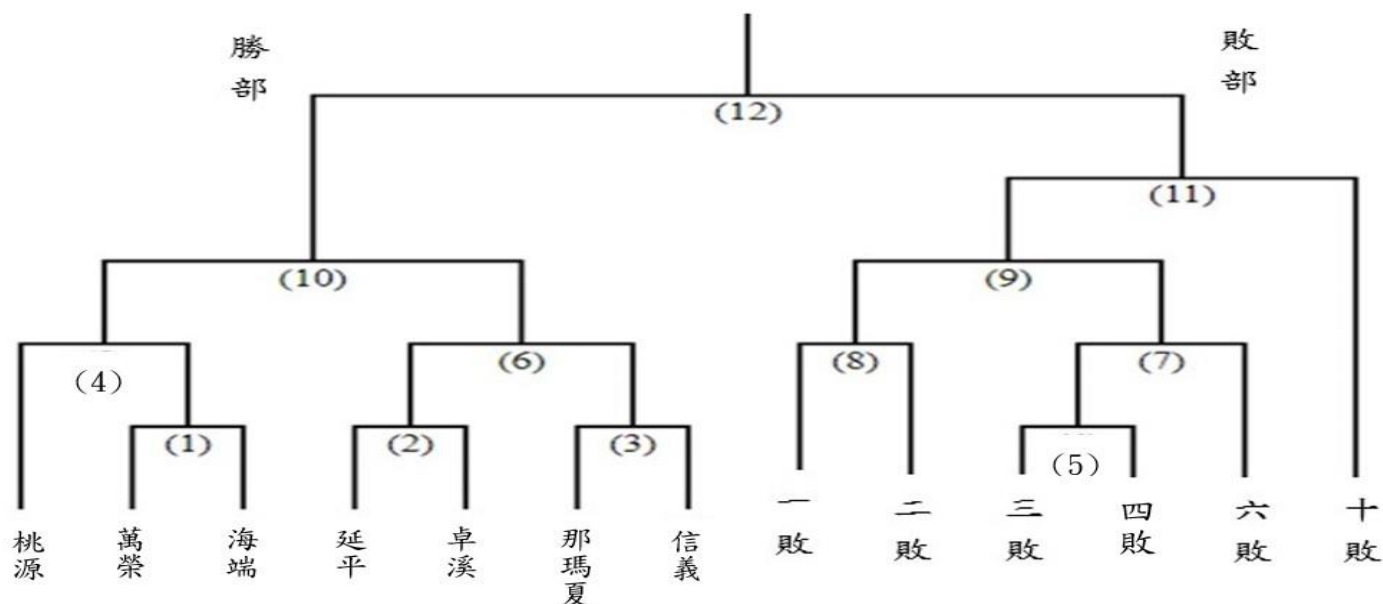 勝部
敗部
(12)
(11)
(10)
(9)
(4)
(6)
(8)
(7)
(1)
(2)
(3)
(5)
桃源
萬榮
海端
延平
卓溪
那瑪夏
信義
一敗
二敗
三敗
四敗
六敗
十敗